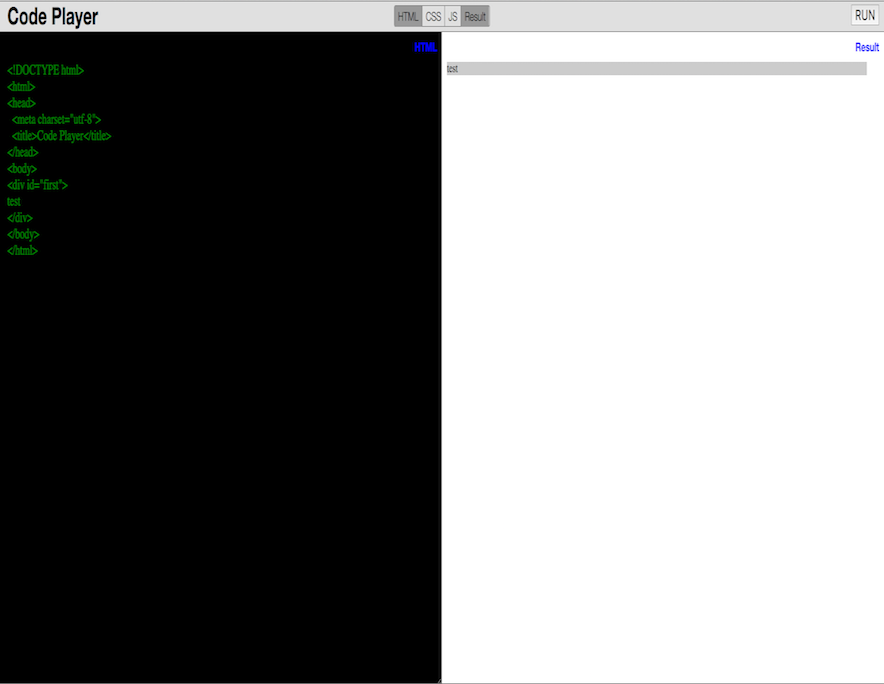 Code Player
HTML CSS JS Result
RUN
HTML
<!DOCTYPE html>
<html>
<head>
<meta charset="utf-8">
<title>Code Player</title>
</head>
<body>
<div id="first">
test
</div>
</body>
</html>
Result
test